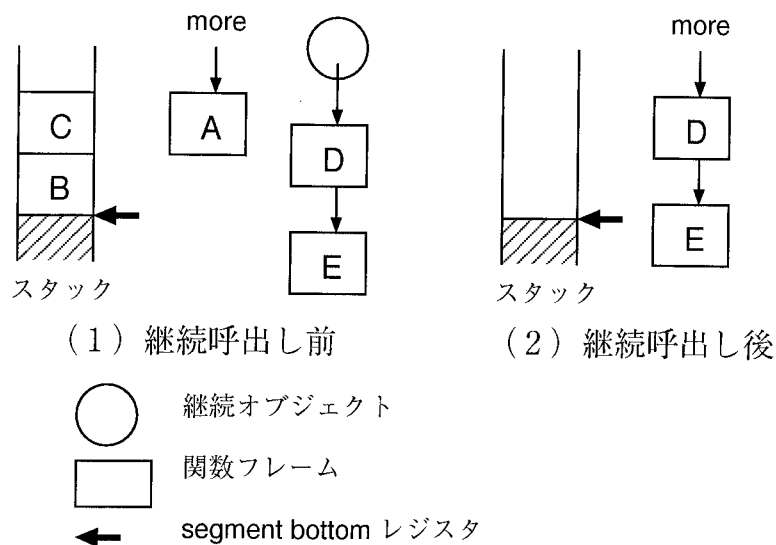 more
C
A
B
D
E
スタック
(1)継続呼出し前
more
D
E
スタック
(2)継続呼出し後
継続オブジェクト
関数フレーム
segment bottom レジスタ